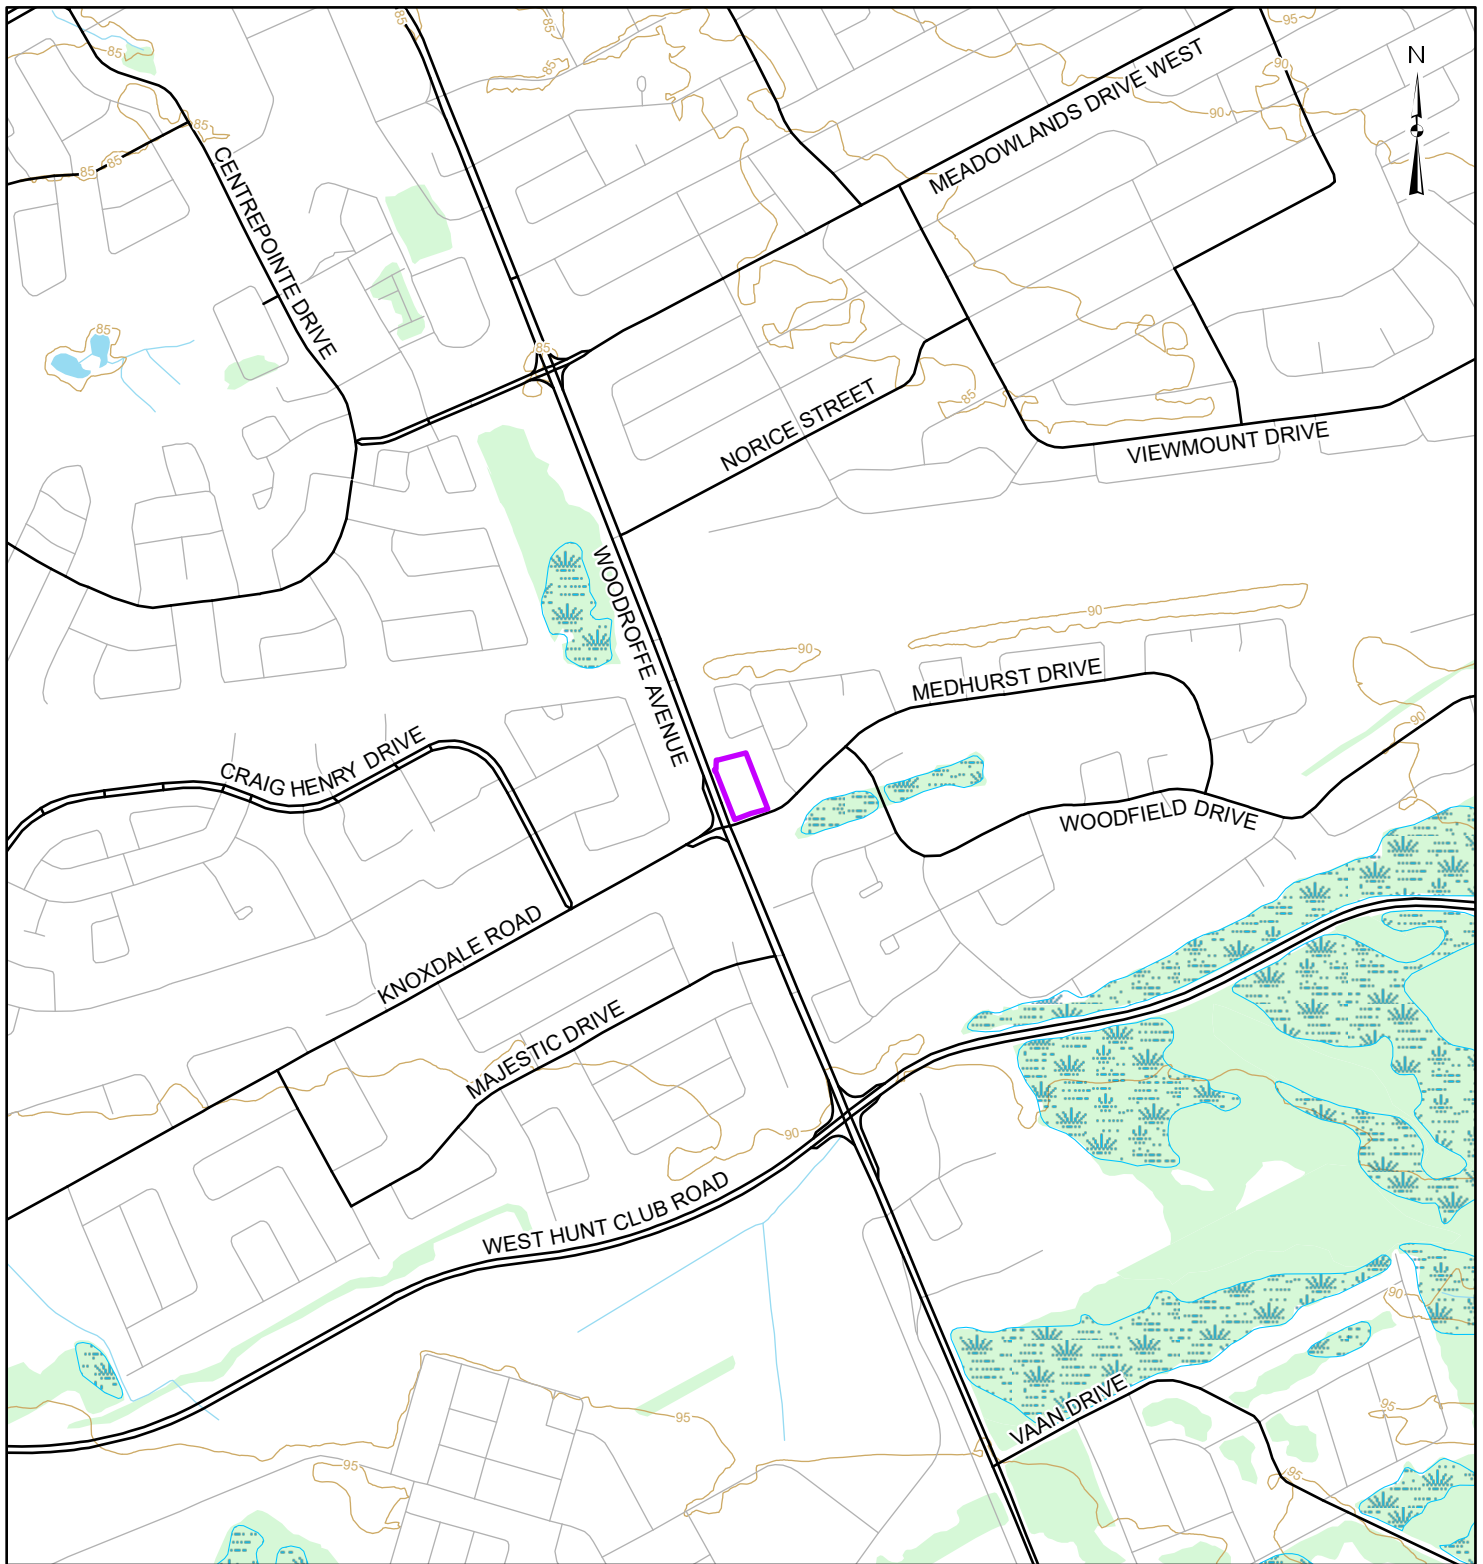 85
85
85
95
N
MEADOWLANDS DRIVE WEST
85
90
90
85
85
85
CENTREPOINTE DRIVE
85
85
NORICE STREET
85
VIEWMOUNT DRIVE
WOODROFFE AVENUE
90
90
MEDHURST DRIVE
90
CRAIG HENRY DRIVE
WOODFIELD DRIVE
KNOXDALE ROAD
MAJESTIC DRIVE
90
WEST HUNT CLUB ROAD
90
VAAN DRIVE
95
95
95
95